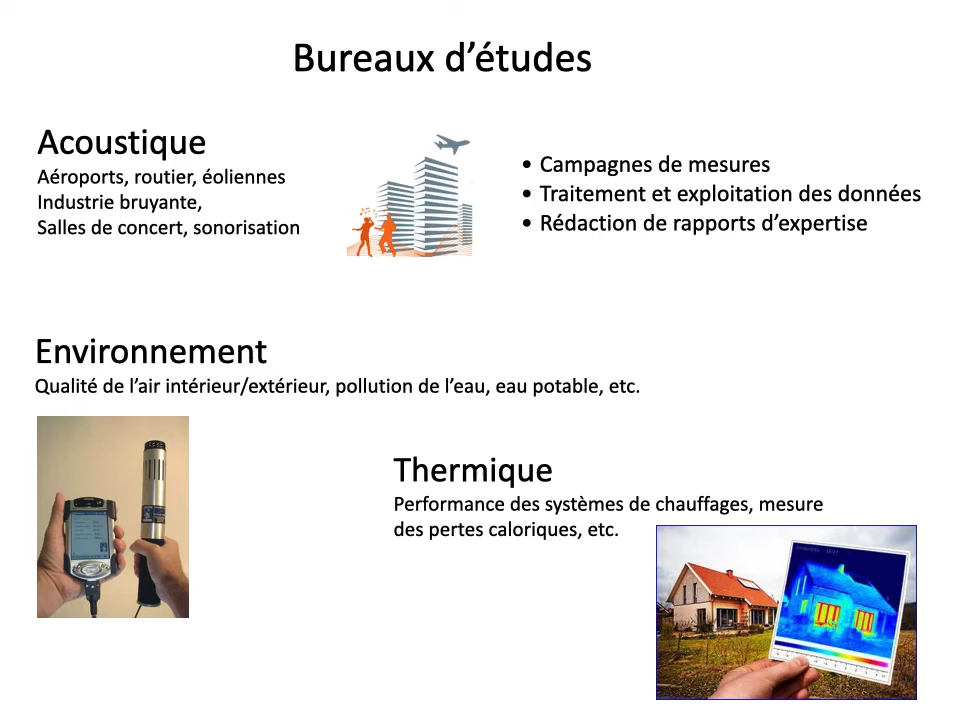 Bureaux d’études
Acoustique
Aéroports, routier, éoliennes
Industrie bruyante,
Salles de concert, sonorisation
• Campagnes de mesures
• Traitement et exploitation des données
• Rédaction de rapports d’expertise
Environnement
Qualité de l’air intérieur/extérieur, pollution de l’eau, eau potable, etc.
Thermique
Performance des systèmes de chauffages, mesure
des pertes caloriques, etc.